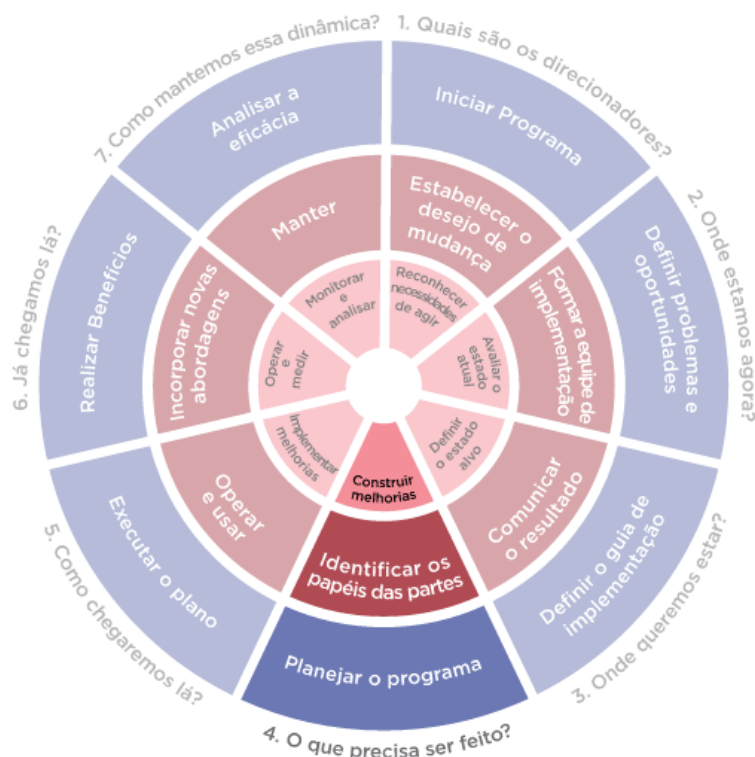 1. Quais são os direcionadores?
2. Onde estamos agora?
3. Onde queremos estar?
4. O que precisa ser feito?
5. Como chegaremos lá?
6. Já chegamos lá?
7. Como mantemos essa dinâmica?
Iniciar Programa
Definir problemas e
oportunidades
Definir o guia de
implementação
Planejar o programa
Executar o plano
Realizar Benefícios
Analisar a
eficácia
Estabelecer o
desejo de
mudança
Formar a equipe de
implementação
Comunicar
o resultado
Identificar os
papéis das partes
Operar
e usar
Incorporar novas
abordagens
Manter
Reconhecer
necessidades
de agir
Avaliar o
estado
atual
Definir
o estado
alvo
Construir
melhorias
Implementar
melhorias
Operar
e
medir
Monitorar
e
analisar